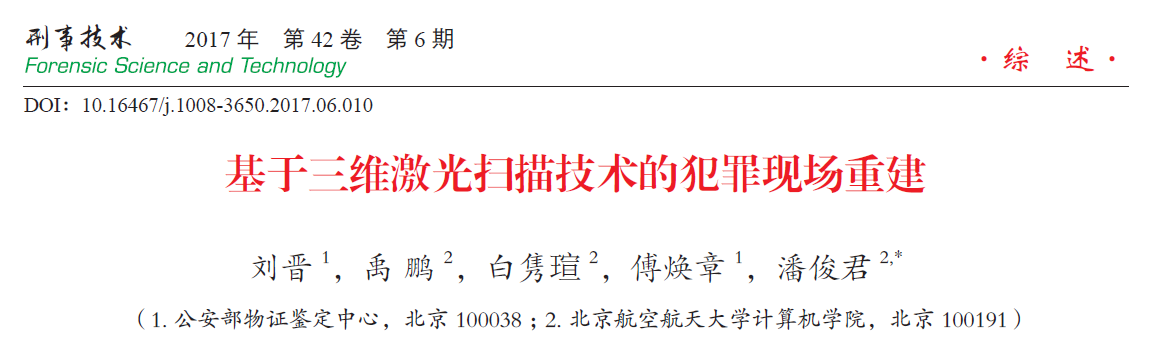 刑事技术 2017 年 第 42 卷 第 6 期
Forensic Science and Technology
·综 述·
DOI：10.16467/j.1008-3650.2017.06.010
基于三维激光扫描技术的犯罪现场重建
刘晋 1，禹 鹏 2，白隽瑄 2，傅焕章 1，潘俊君 2,*
（1. 公安部物证鉴定中心，北京 100038；2. 北京航空航天大学计算机学院，北京 100191）